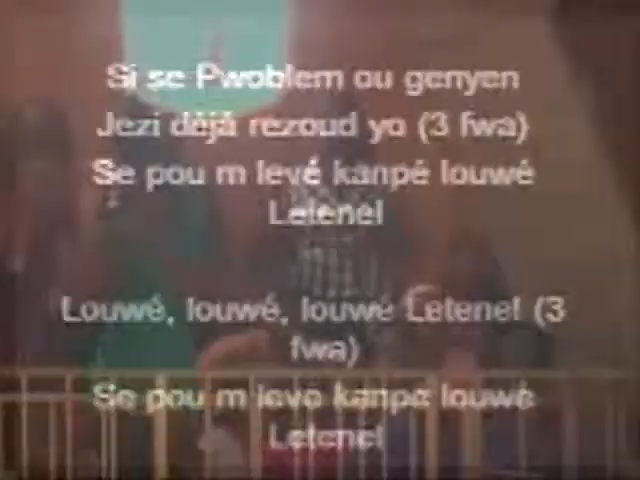 Si se Pwoblem ou genyen
Jezi déjà rezoud yo (3 fwa)
Se pou m levé kanpé louwé
Letenel
Louwé, louwé, louwé Letenel (3
fwa)
Se pou m levé kanpé louwé
Letenel